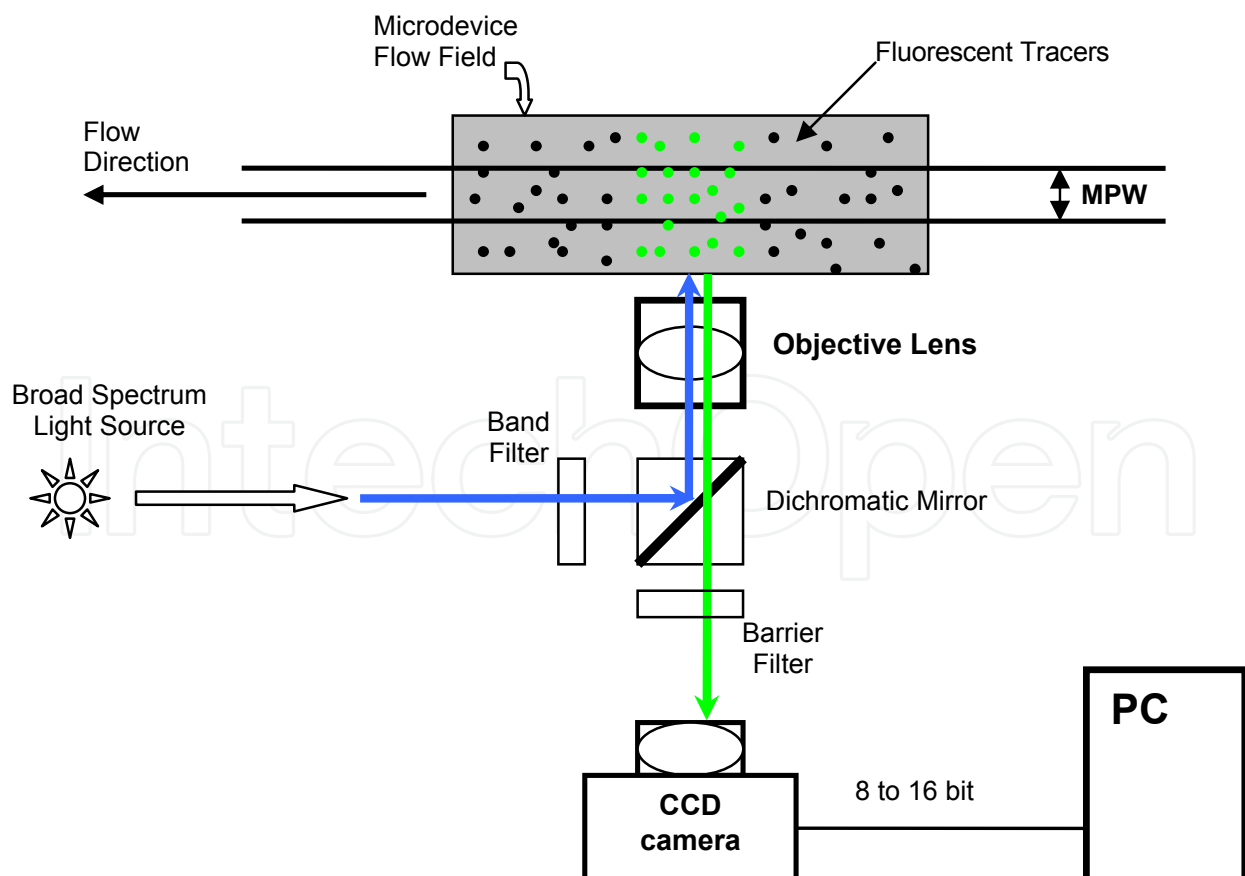 Microdevice
Flow Field
Fluorescent Tracers
Flow
Direction
MPW
Objective Lens
Broad Spectrum
Light Source
Band
Filter
Dichromatic Mirror
IntechOpen
Barrier
Filter
PC
8 to 16 bit
CCD
camera